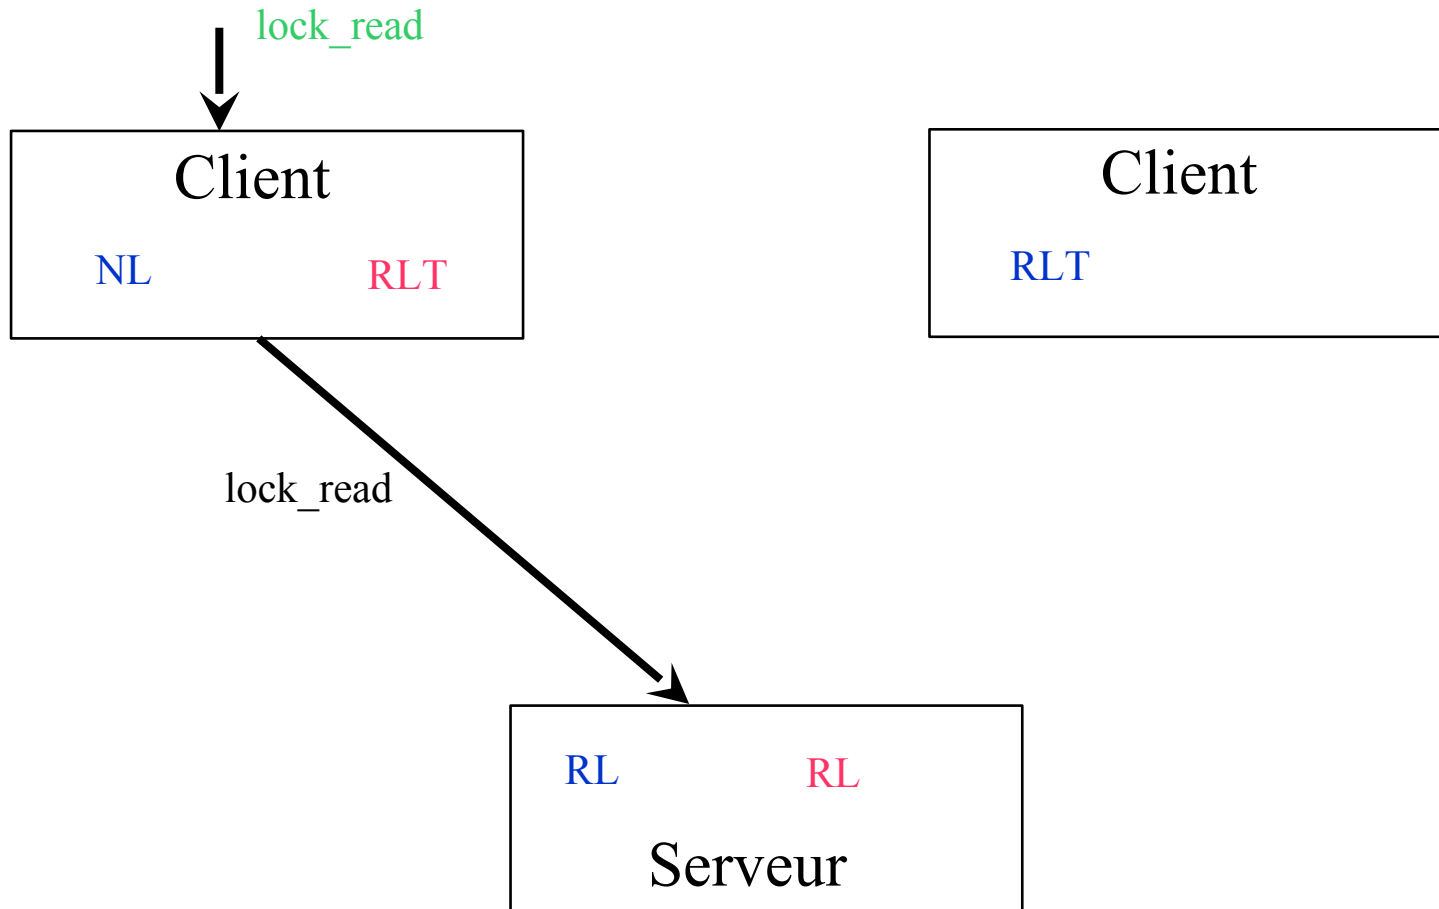 lock_read
Client
NL RLT
Client
RLT
lock_read
RL RL
Serveur